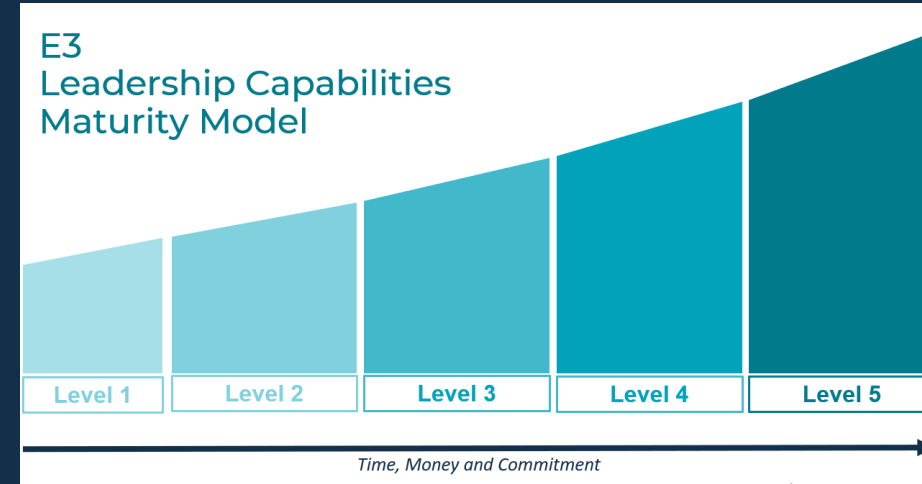 E3
Leadership Capabilities
Maturity Model
Level 1
Level 2
Level 3
Level 4
Level 5
Time, Money and Commitment